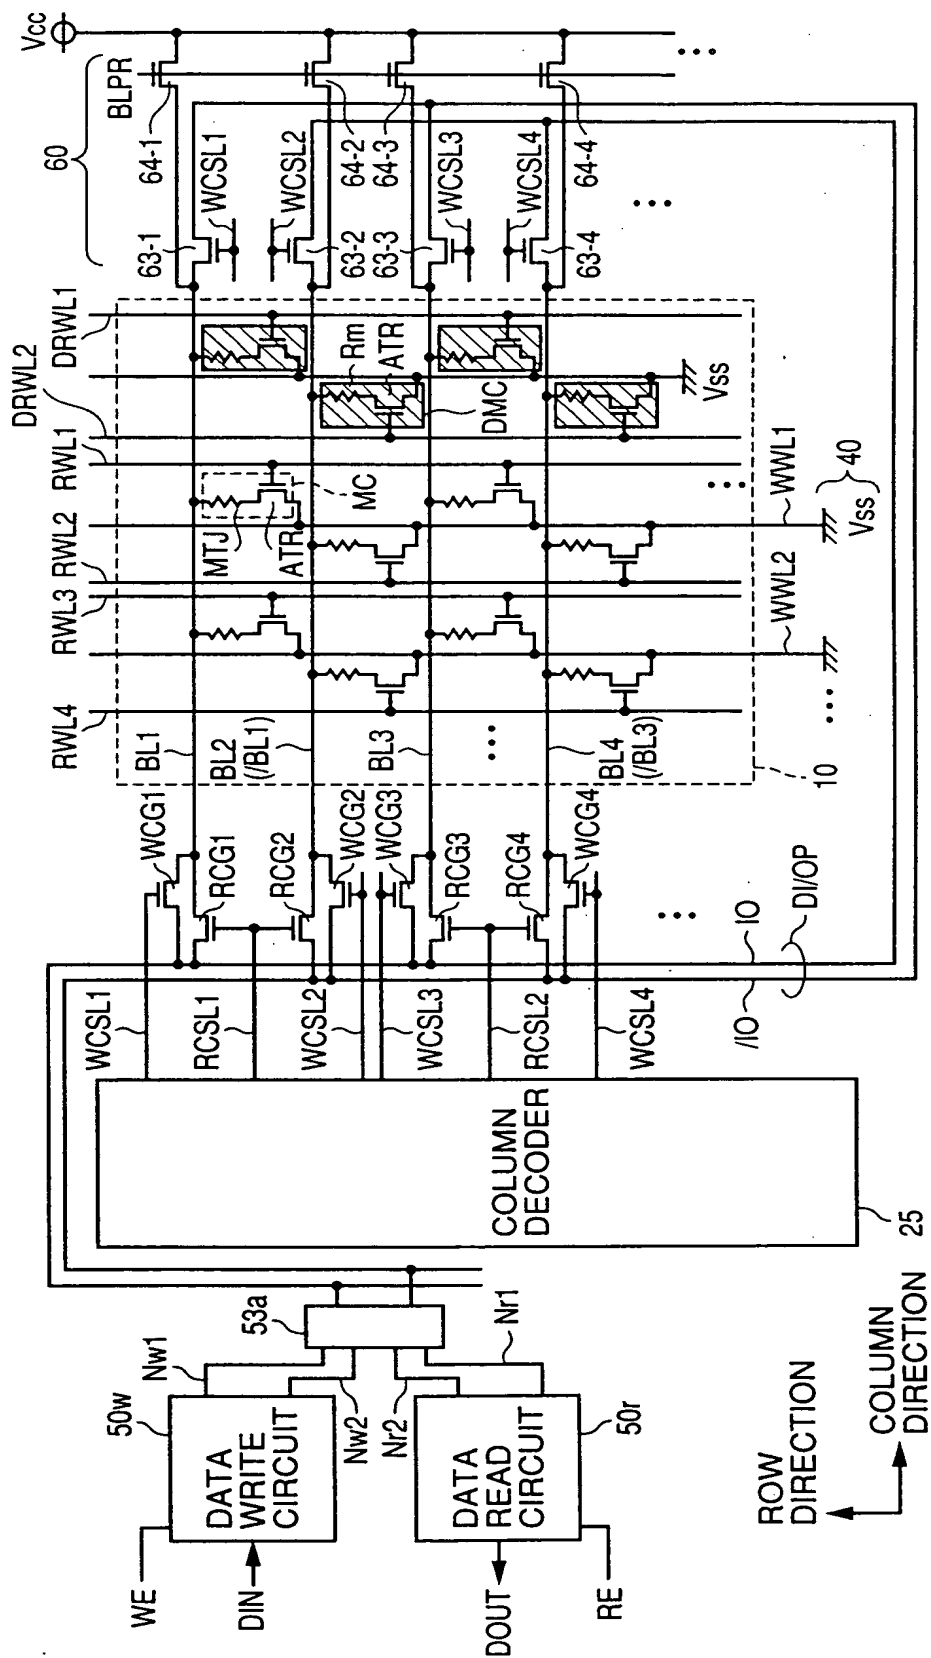 Vcc
60
BLPR
64-1
64-2
64-3
64-4
WCSL1
WCSL2
WCSL3
WCSL4
63-1
63-2
63-3
63-4
DRWL1
DRWL2
RWL1
RWL2
RWL3
RWL4
Rm
ATR
DMC
Vss
MTJ
ATR
MC
WWL1
WWL2
Vss
40
BL1
BL2
(/BL1)
BL3
BL4
(/BL3)
10
WCG1
RCG1
RCG2
WCG2
WCG3
RCG3
RCG4
WCG4
WCSL1
RCSL1
WCSL2
WCSL3
RCSL2
WCSL4
IO
/IO
DI/OP
COLUMN
DECODER
25
53a
Nw1
Nw2
Nr2
Nr1
50w
DATA
WRITE
CIRCUIT
50r
DATA
READ
CIRCUIT
WE
DIN
DOUT
RE
ROW
DIRECTION
COLUMN
DIRECTION